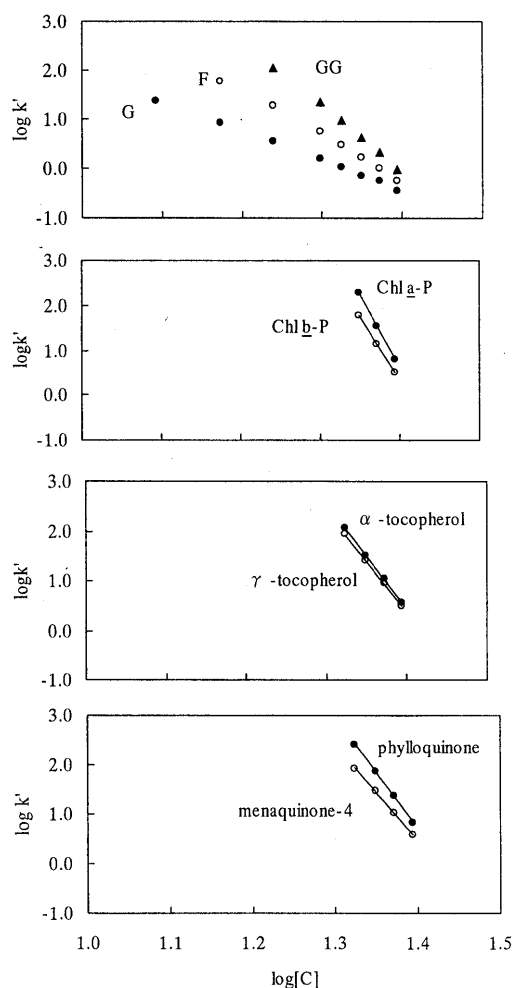 3.0
2.0
1.0
0.0
-1.0
log k'
G
F
GG
3.0
2.0
1.0
0.0
-1.0
logk'
Chl a-P
Chl b-P
3.0
2.0
1.0
0.0
-1.0
logk'
α -tocopherol
γ -tocopherol
3.0
2.0
1.0
0.0
-1.0
log k'
phylloquinone
menaquinone-4
1.0 1.1 1.2 1.3 1.4 1.5
log[C]